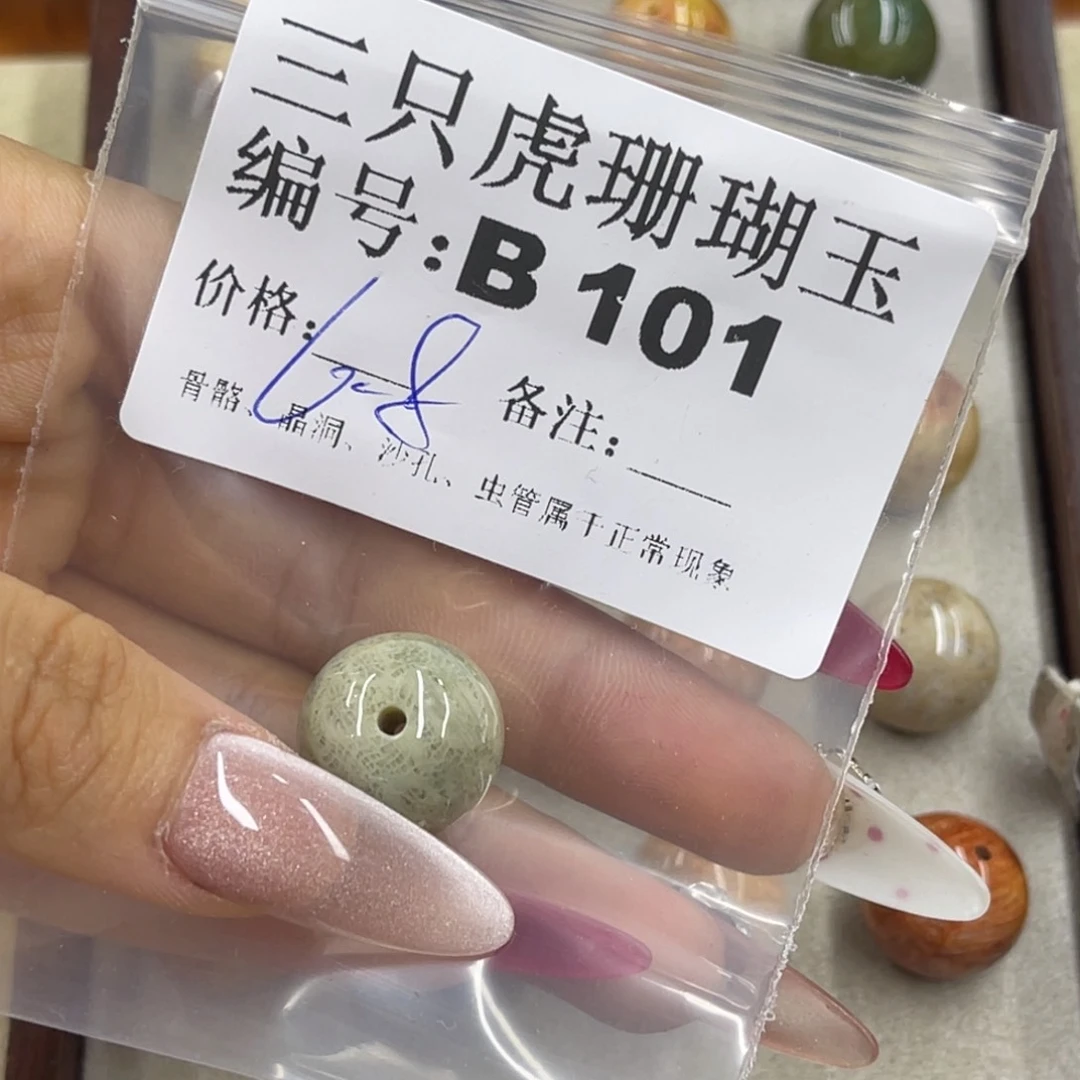 三只虎珊瑚玉
编号:B 101
价格: 备注:
骨骼、晶洞、沙孔、虫管属于正常现象